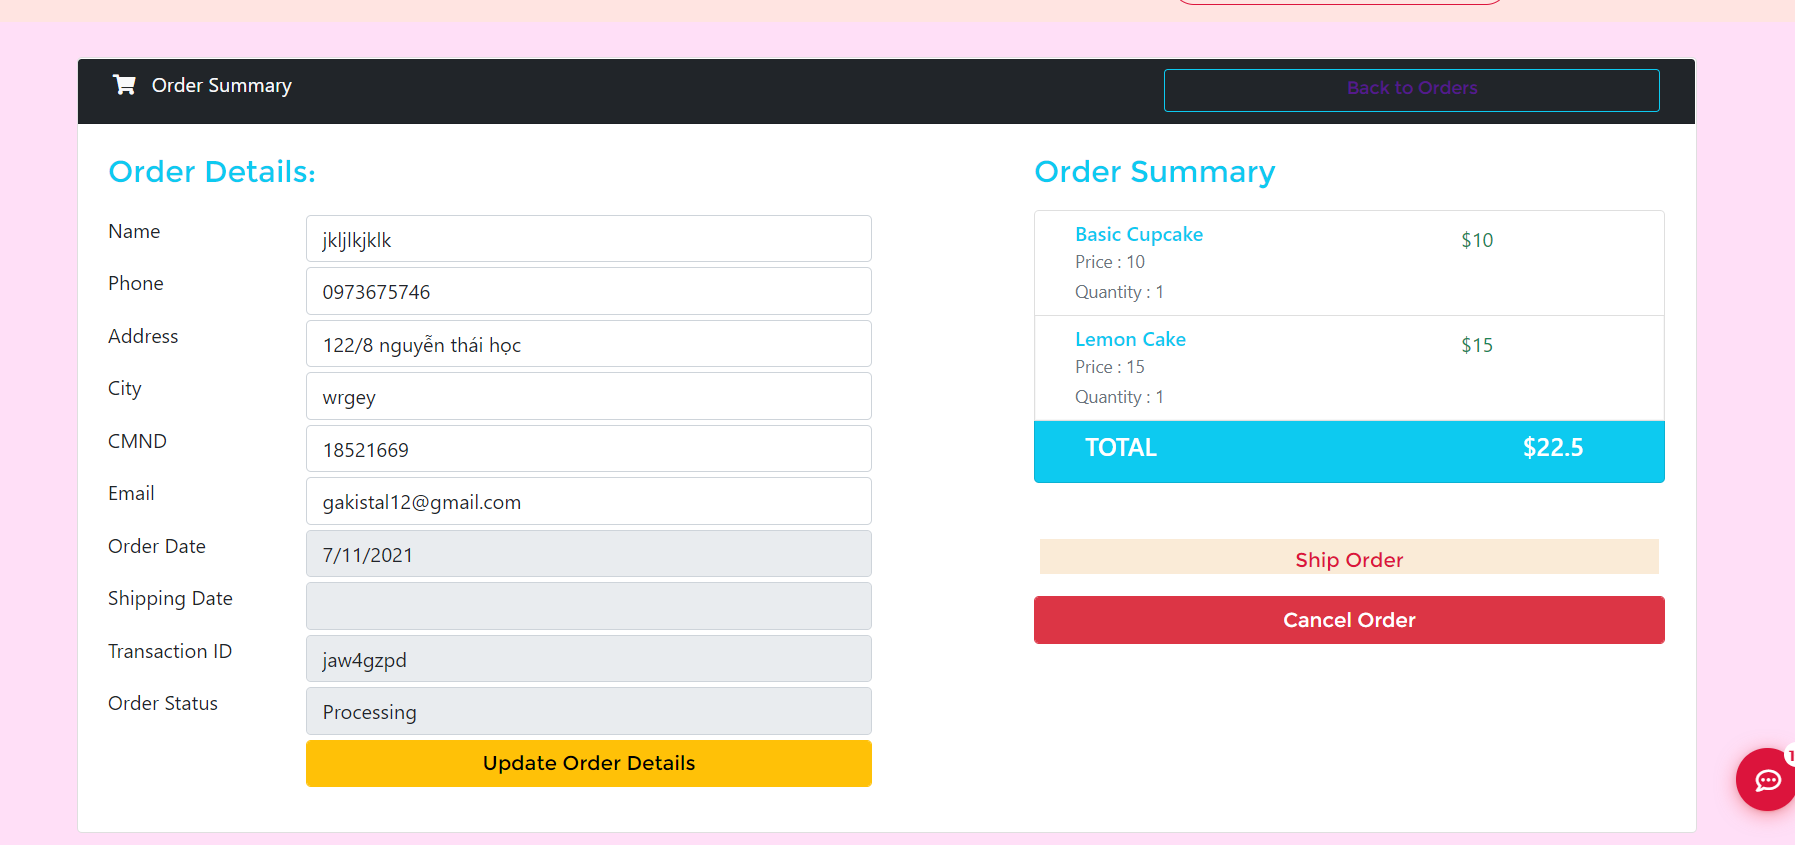 Order Summary
Back to Orders
Order Details:
Name
jkljlkjklk
Phone
0973675746
Address
122/8 nguyễn thái học
City
wrgey
CMND
18521669
Email
gakistal12@gmail.com
Order Date
7/11/2021
Shipping Date
Transaction ID
jaw4gzpd
Order Status
Processing
Update Order Details
Order Summary
Basic Cupcake
$10
Price : 10
Quantity : 1
Lemon Cake
$15
Price : 15
Quantity : 1
TOTAL
$22.5
Ship Order
Cancel Order
1